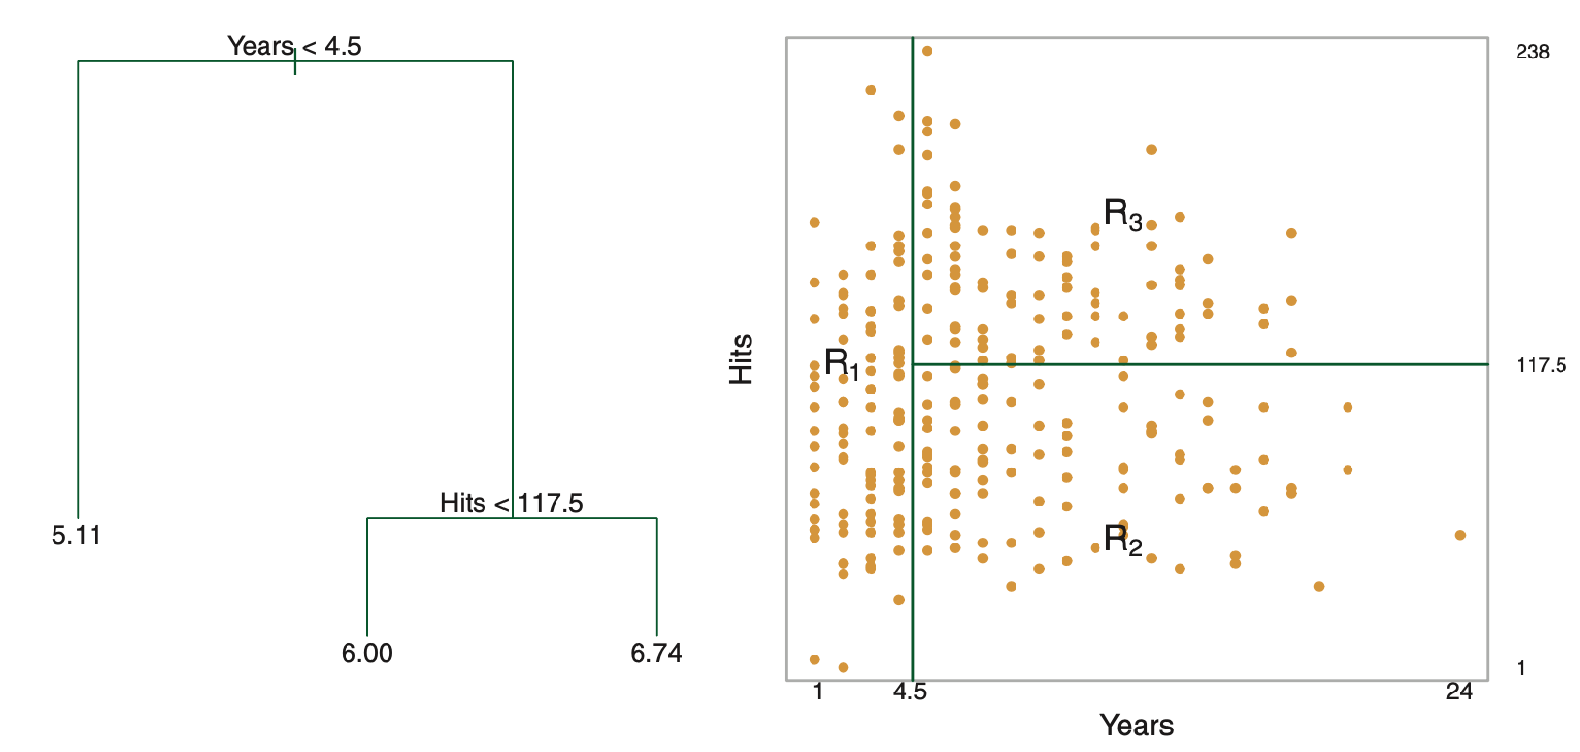 Years < 4.5
Hits < 117.5
5.11
6.00
6.74
Hits
R1
R3
R2
238
117.5
1
1
4.5
24
Years